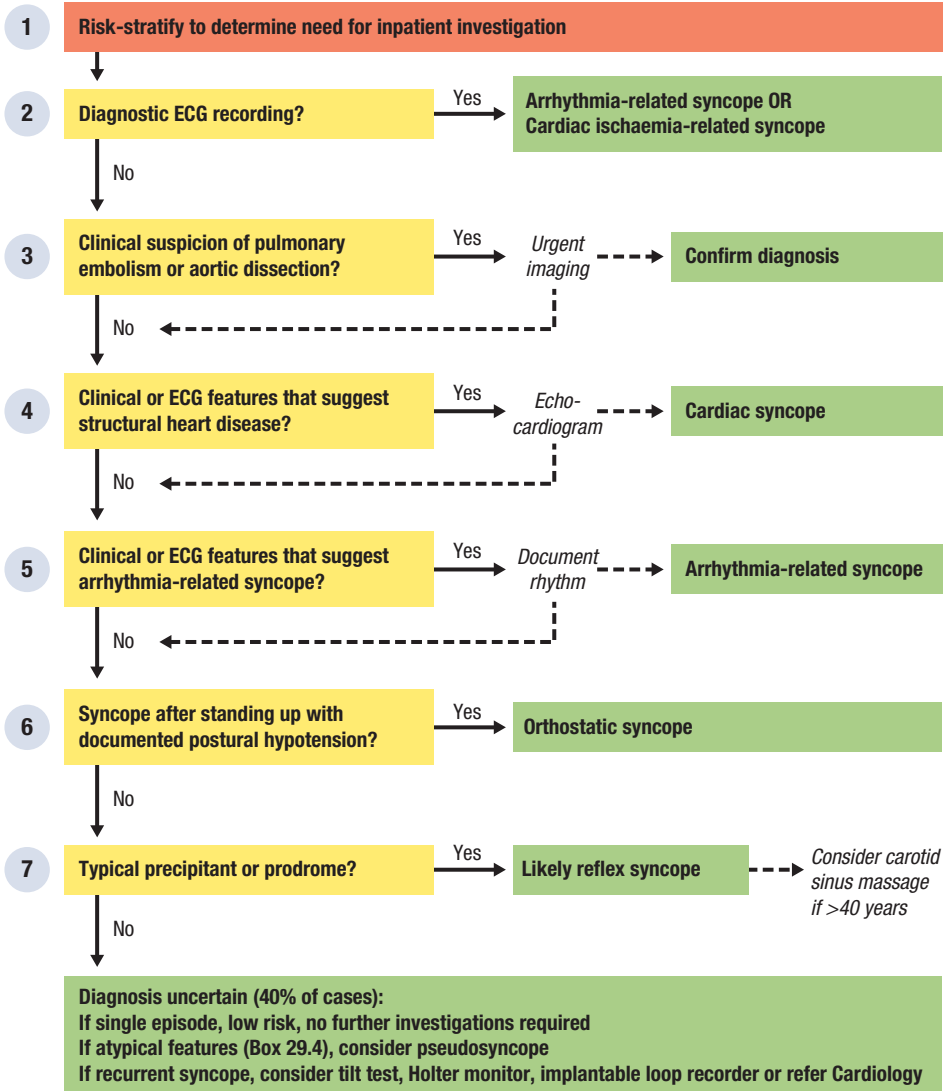 1
Risk-stratify to determine need for inpatient investigation
2
Diagnostic ECG recording?
Yes
Arrhythmia-related syncope OR
Cardiac ischaemia-related syncope
No
3
Clinical suspicion of pulmonary
embolism or aortic dissection?
Yes
Urgent
imaging
Confirm diagnosis
No
4
Clinical or ECG features that suggest
structural heart disease?
Yes
Echo-
cardiogram
Cardiac syncope
No
5
Clinical or ECG features that suggest
arrhythmia-related syncope?
Yes
Document
rhythm
Arrhythmia-related syncope
No
6
Syncope after standing up with
documented postural hypotension?
Yes
Orthostatic syncope
No
7
Typical precipitant or prodrome?
Yes
Likely reflex syncope
Consider carotid
sinus massage
if >40 years
No
Diagnosis uncertain (40% of cases):
If single episode, low risk, no further investigations required
If atypical features (Box 29.4), consider pseudosyncope
If recurrent syncope, consider tilt test, Holter monitor, implantable loop recorder or refer Cardiology